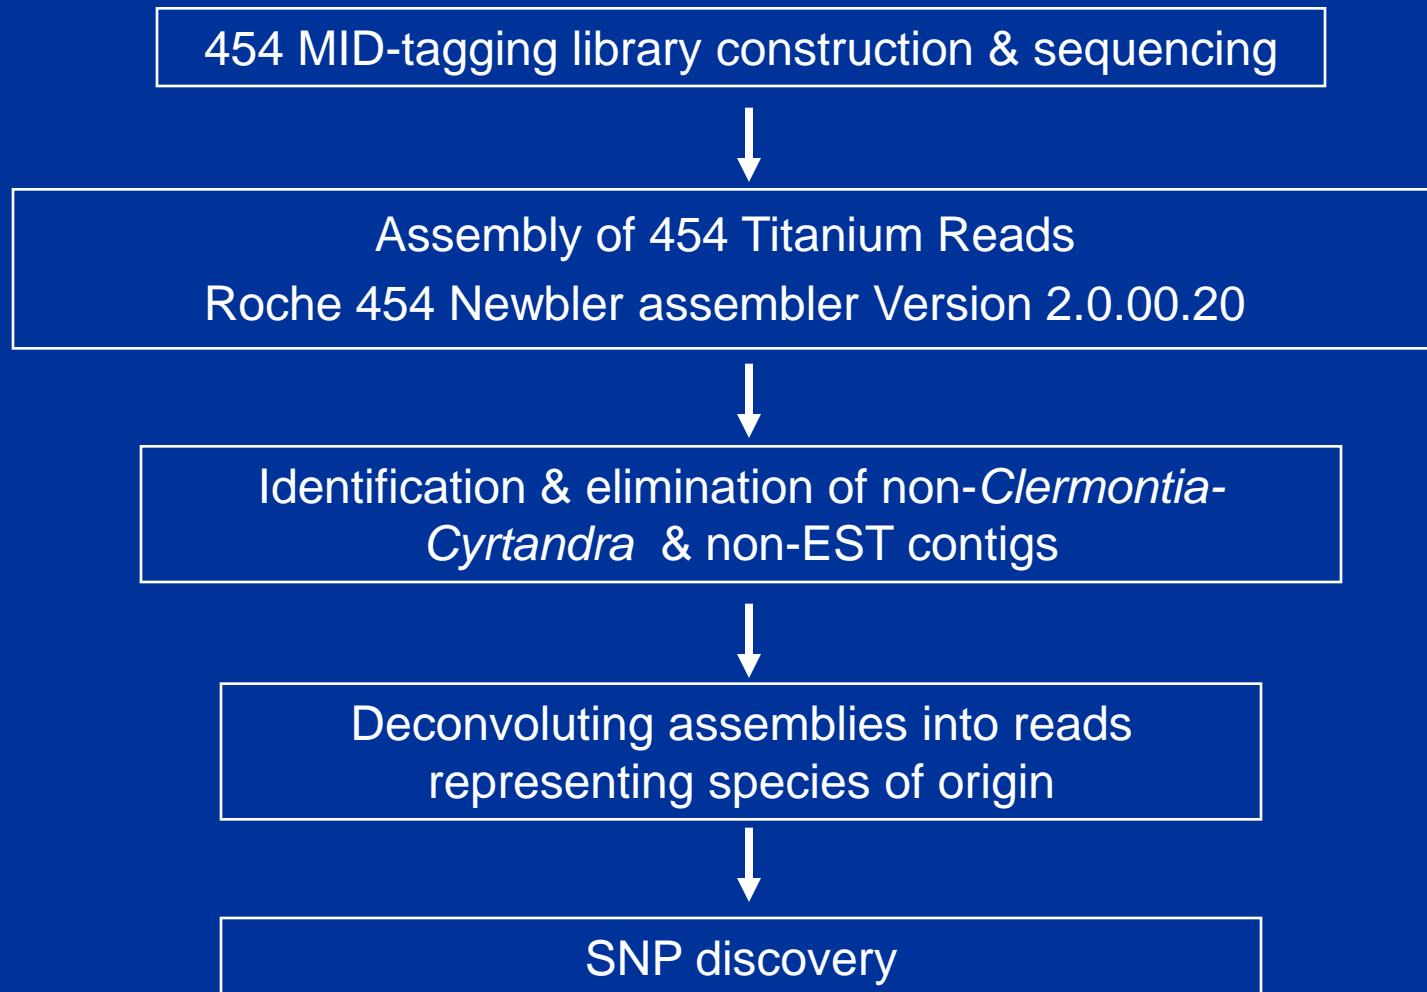 454 MID-tagging library construction & sequencing
Assembly of 454 Titanium Reads
Roche 454 Newbler assembler Version 2.0.00.20
Identification & elimination of non-Clermontia-
Cyrtandra & non-EST contigs
Deconvoluting assemblies into reads
representing species of origin
SNP discovery